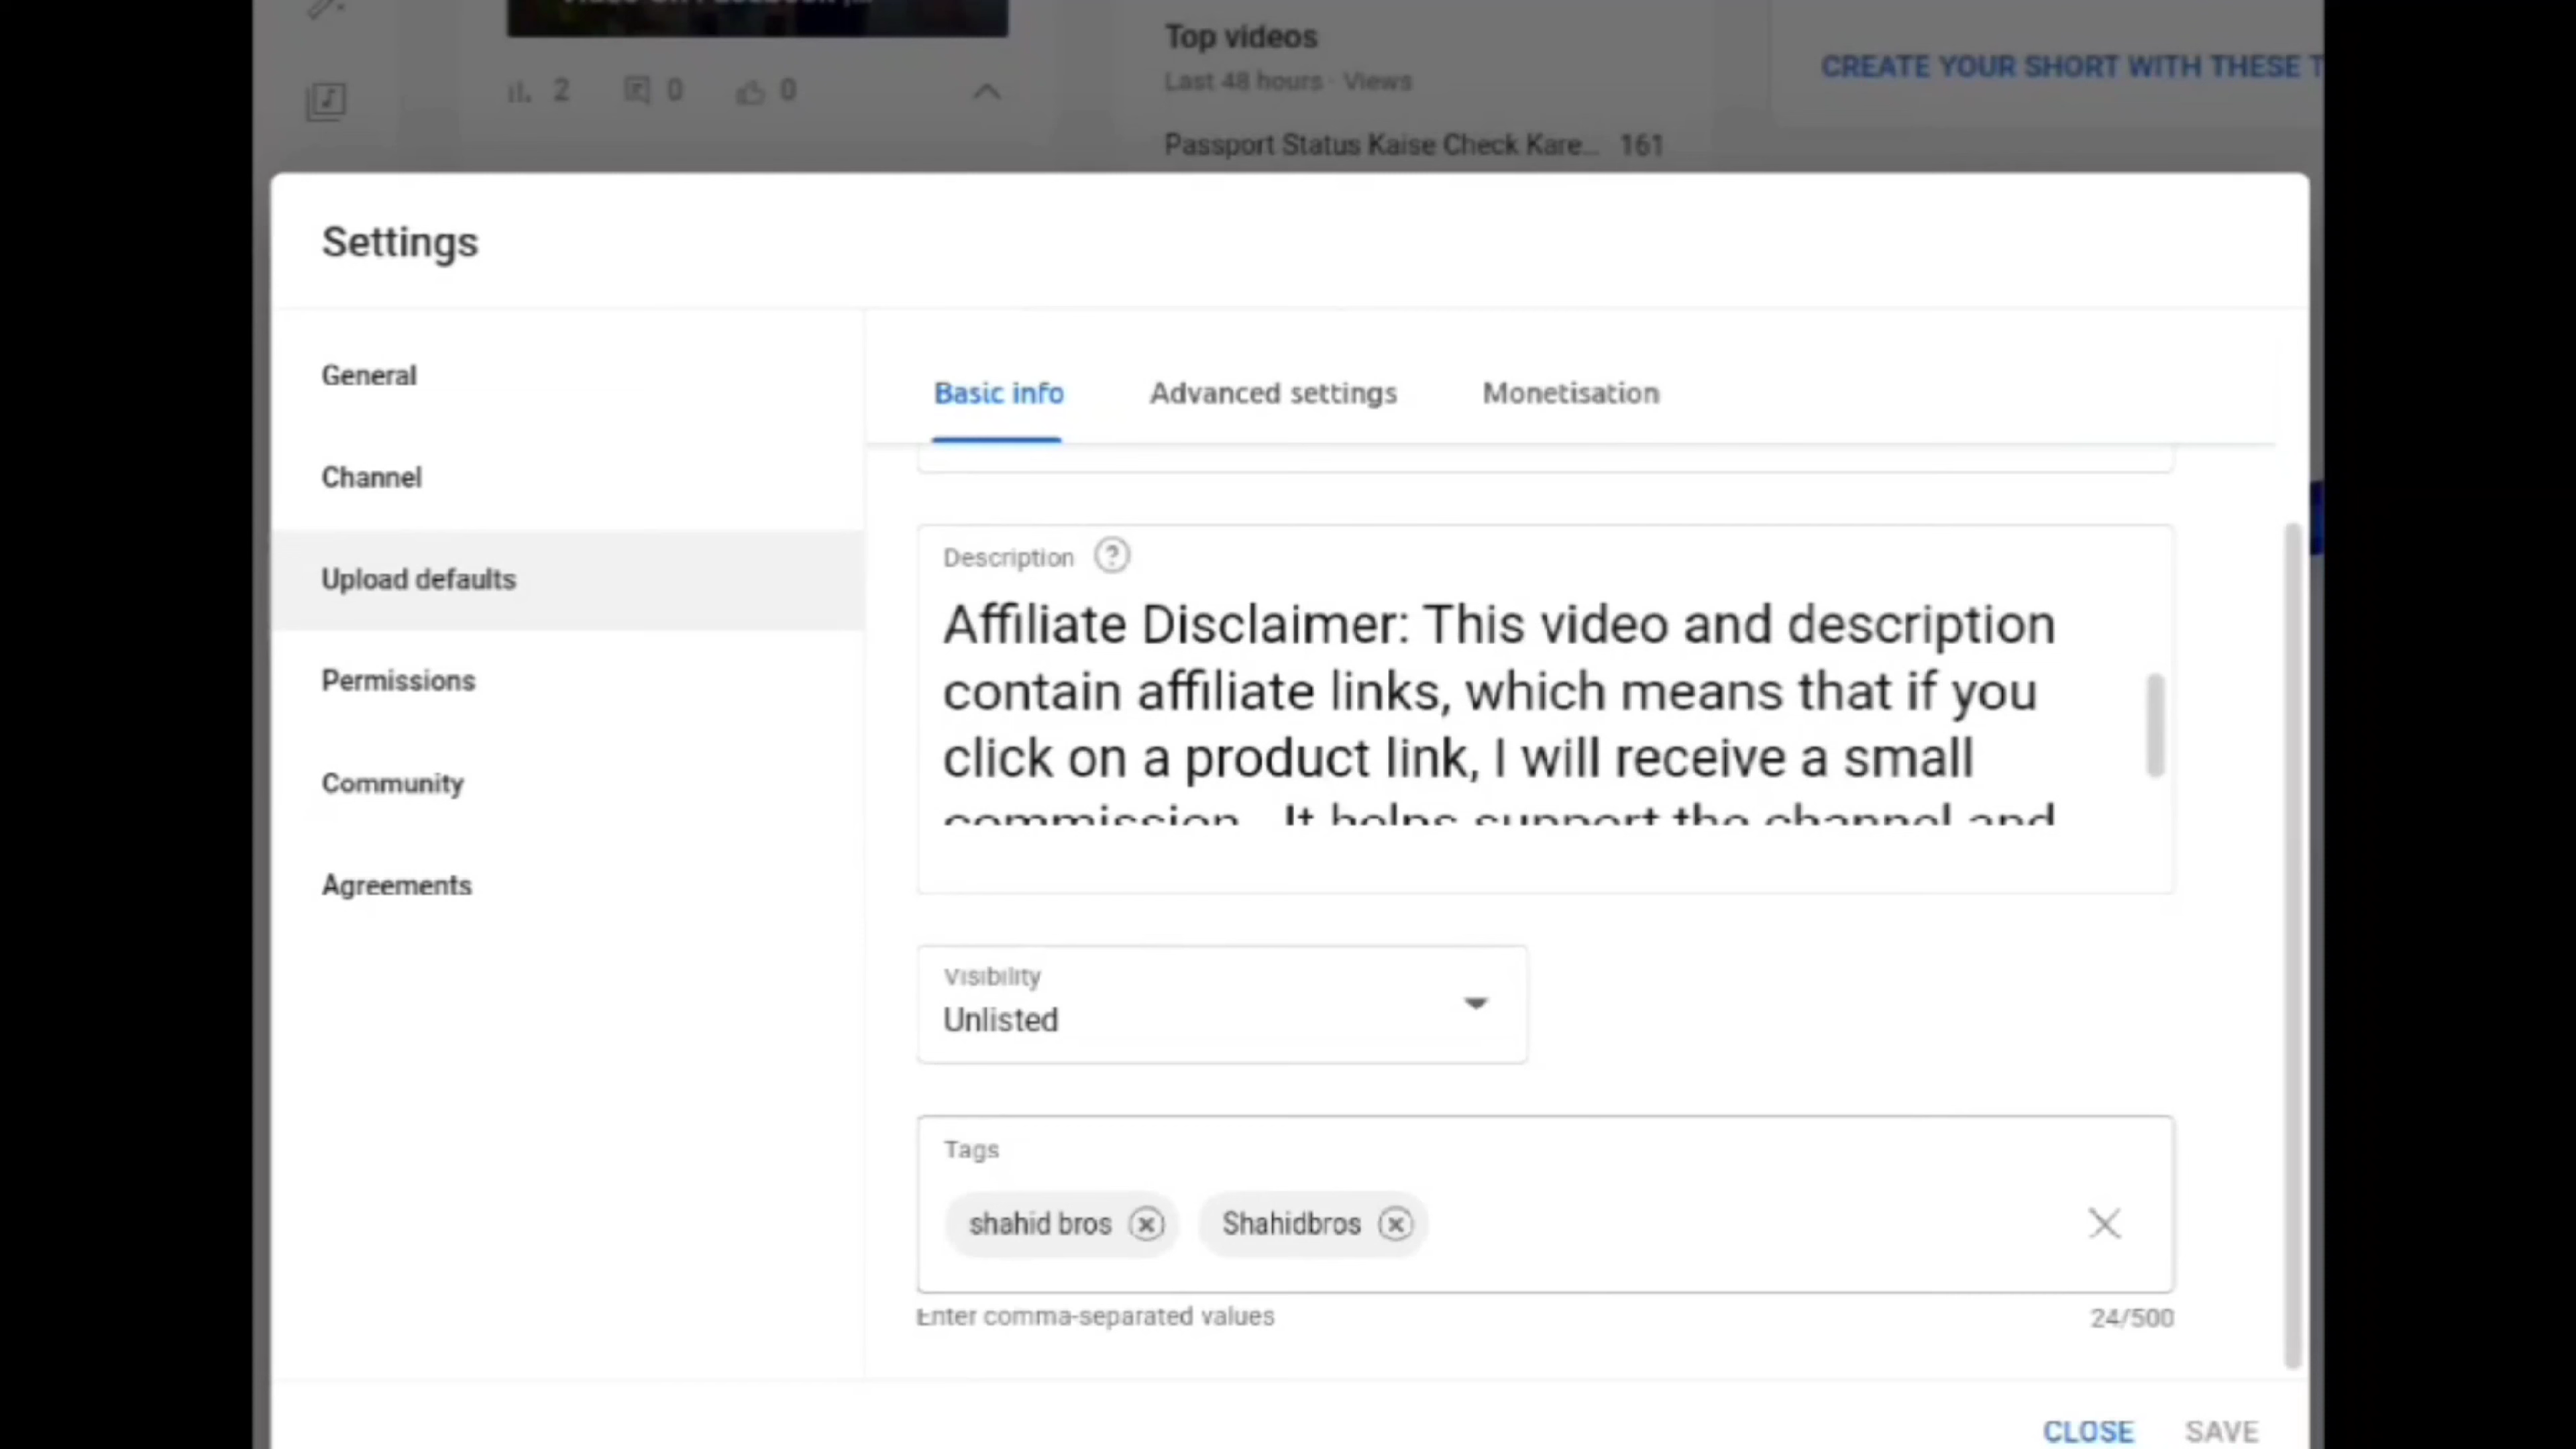 Top videos
CREATE YOUR SHORT WITH THESE
Last 48 hours · Views
2 0 0
Passport Status Kaise Check Kare... 161
Settings
General
Channel
Upload defaults
Permissions
Community
Agreements
Basic info Advanced settings Monetisation
Description
Affiliate Disclaimer: This video and description
contain affiliate links, which means that if you
click on a product link, I will receive a small
commission. It helps support the channel and
Visibility
Unlisted
Tags
shahid bros Shahidbros
Enter comma-separated values 24/500
CLOSE SAVE